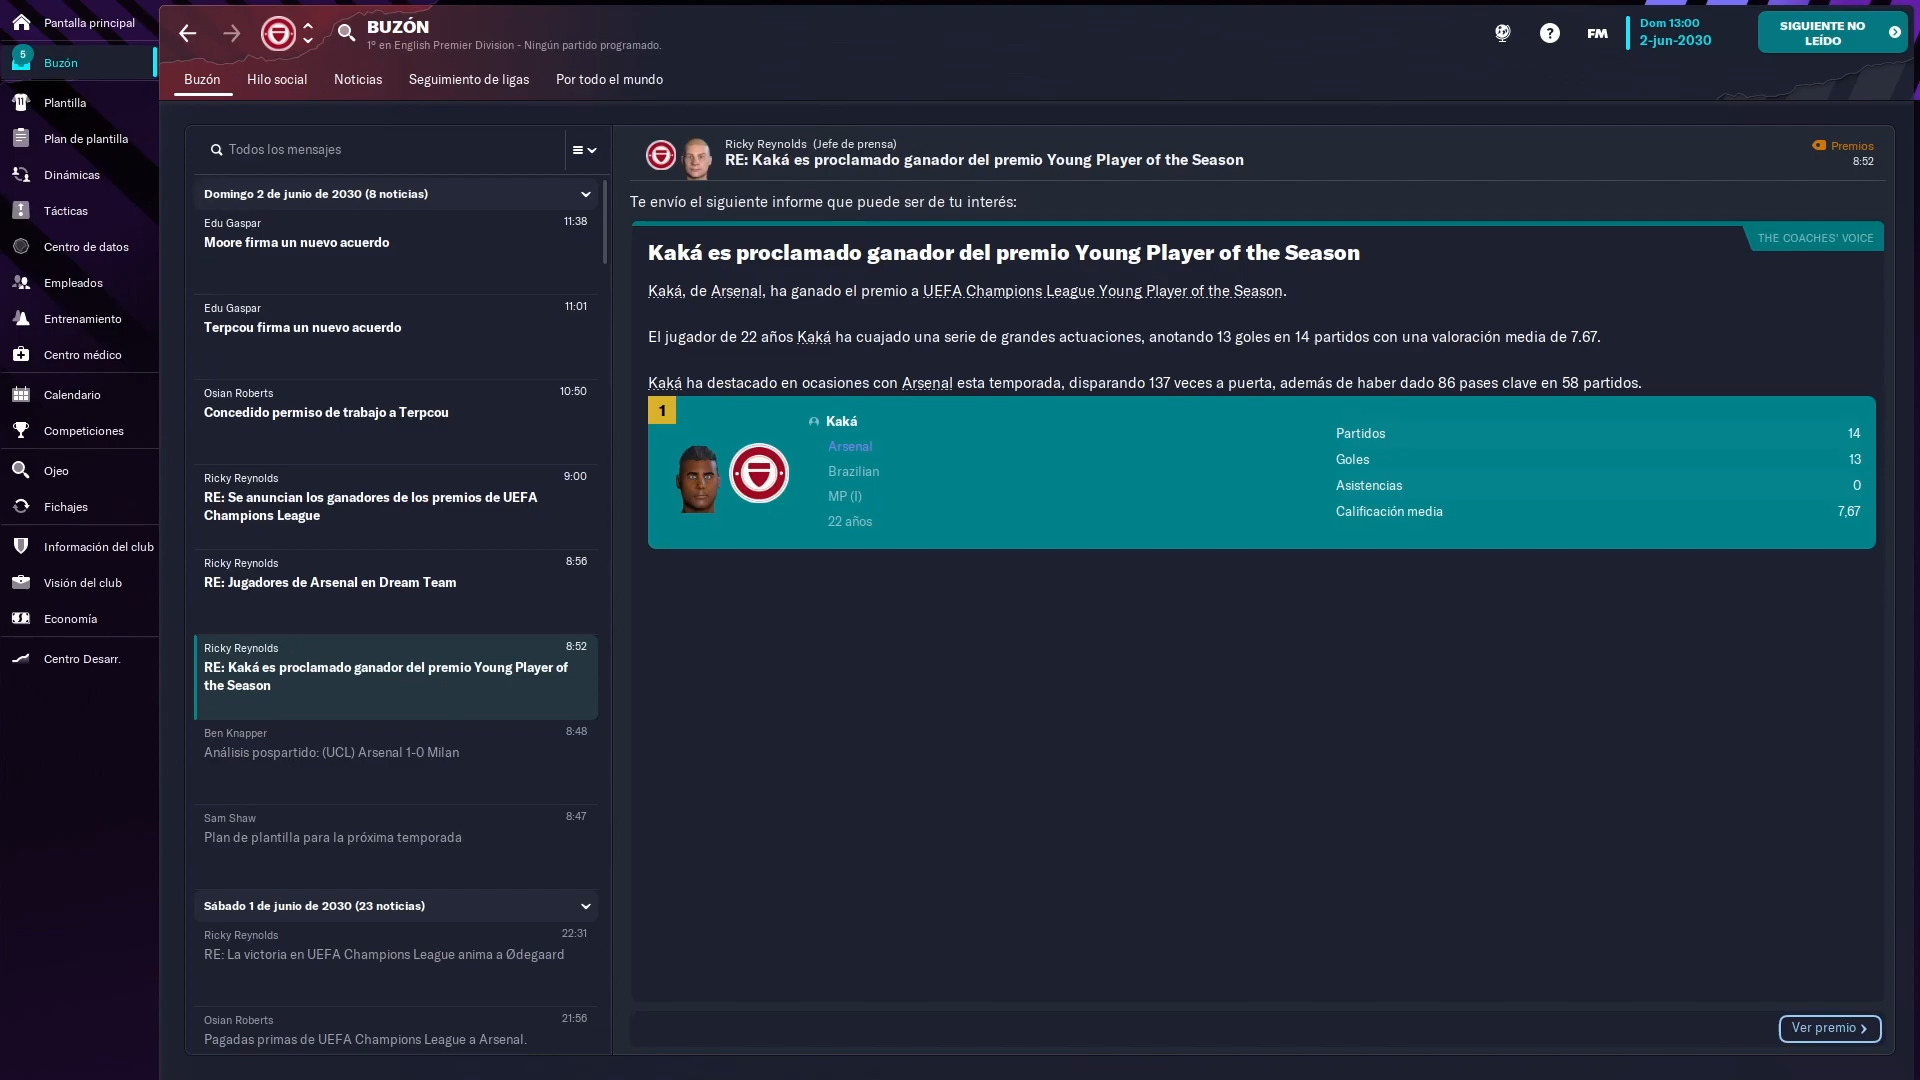 Pantalla principal
5
Buzón
Plantilla
Plan de plantilla
Dinámicas
Tácticas
Centro de datos
Empleados
Entrenamiento
Centro médico
Calendario
Competiciones
Ojeo
Fichajes
Información del club
Visión del club
Economía
Centro Desarr.
BUZÓN
1º en English Premier Division - Ningún partido programado.
Buzón Hilo social Noticias Seguimiento de ligas Por todo el mundo
FM
Dom 13:00
2-jun-2030
SIGUIENTE NO
LEÍDO
Todos los mensajes
Domingo 2 de junio de 2030 (8 noticias)
Edu Gaspar 11:38
Moore firma un nuevo acuerdo
Edu Gaspar 11:01
Terpcou firma un nuevo acuerdo
Osian Roberts 10:50
Concedido permiso de trabajo a Terpcou
Ricky Reynolds 9:00
RE: Se anuncian los ganadores de los premios de UEFA
Champions League
Ricky Reynolds 8:56
RE: Jugadores de Arsenal en Dream Team
Ricky Reynolds 8:52
RE: Kaká es proclamado ganador del premio Young Player of
the Season
Ben Knapper 8:48
Análisis pospartido: (UCL) Arsenal 1-0 Milan
Sam Shaw 8:47
Plan de plantilla para la próxima temporada
Sábado 1 de junio de 2030 (23 noticias)
Ricky Reynolds 22:31
RE: La victoria en UEFA Champions League anima a Ødegaard
Osian Roberts 21:56
Pagadas primas de UEFA Champions League a Arsenal.
Ricky Reynolds (Jefe de prensa)
RE: Kaká es proclamado ganador del premio Young Player of the Season
Premios
8:52
Te envío el siguiente informe que puede ser de tu interés:
THE COACHES' VOICE
Kaká es proclamado ganador del premio Young Player of the Season
Kaká, de Arsenal, ha ganado el premio a UEFA Champions League Young Player of the Season.
El jugador de 22 años Kaká ha cuajado una serie de grandes actuaciones, anotando 13 goles en 14 partidos con una valoración media de 7.67.
Kaká ha destacado en ocasiones con Arsenal esta temporada, disparando 137 veces a puerta, además de haber dado 86 pases clave en 58 partidos.
1
Kaká
Arsenal
Brazilian
MP (I)
22 años
Partidos 14
Goles 13
Asistencias 0
Calificación media 7,67
Ver premio